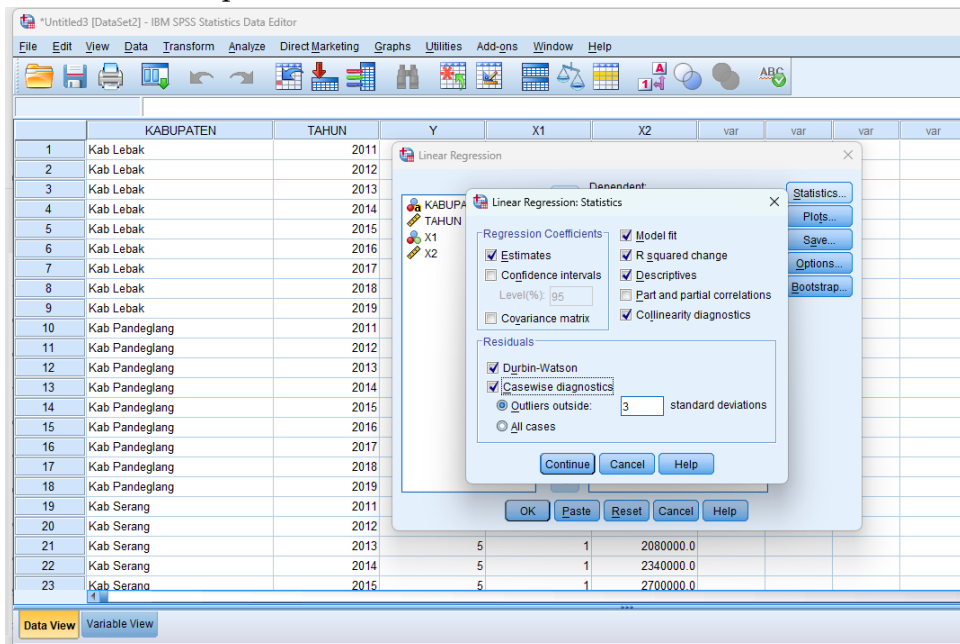 *Untitled3 [DataSet2] - IBM SPSS Statistics Data Editor
File Edit View Data Transform Analyze Direct Marketing Graphs Utilities Add-ons Window Help
KABUPATEN TAHUN Y X1 X2 var var var var
1 Kab Lebak 2011
2 Kab Lebak 2012
3 Kab Lebak 2013
4 Kab Lebak 2014
5 Kab Lebak 2015
6 Kab Lebak 2016
7 Kab Lebak 2017
8 Kab Lebak 2018
9 Kab Lebak 2019
10 Kab Pandeglang 2011
11 Kab Pandeglang 2012
12 Kab Pandeglang 2013
13 Kab Pandeglang 2014
14 Kab Pandeglang 2015
15 Kab Pandeglang 2016
16 Kab Pandeglang 2017
17 Kab Pandeglang 2018
18 Kab Pandeglang 2019
19 Kab Serang 2011
20 Kab Serang 2012
21 Kab Serang 2013 5 1 2080000.0
22 Kab Serang 2014 5 1 2340000.0
23 Kab Serang 2015 5 1 2700000.0
Linear Regression
Dependent:
KABUPA
TAHUN
X1
X2
Statistics...
Plots...
Save...
Options...
Bootstrap...
Linear Regression: Statistics
Regression Coefficients
Estimates
Confidence intervals
Level(%): 95
Covariance matrix
Model fit
R squared change
Descriptives
Part and partial correlations
Collinearity diagnostics
Residuals
Durbin-Watson
Casewise diagnostics
Outliers outside: 3 standard deviations
All cases
Continue Cancel Help
OK Paste Reset Cancel Help
Data View Variable View